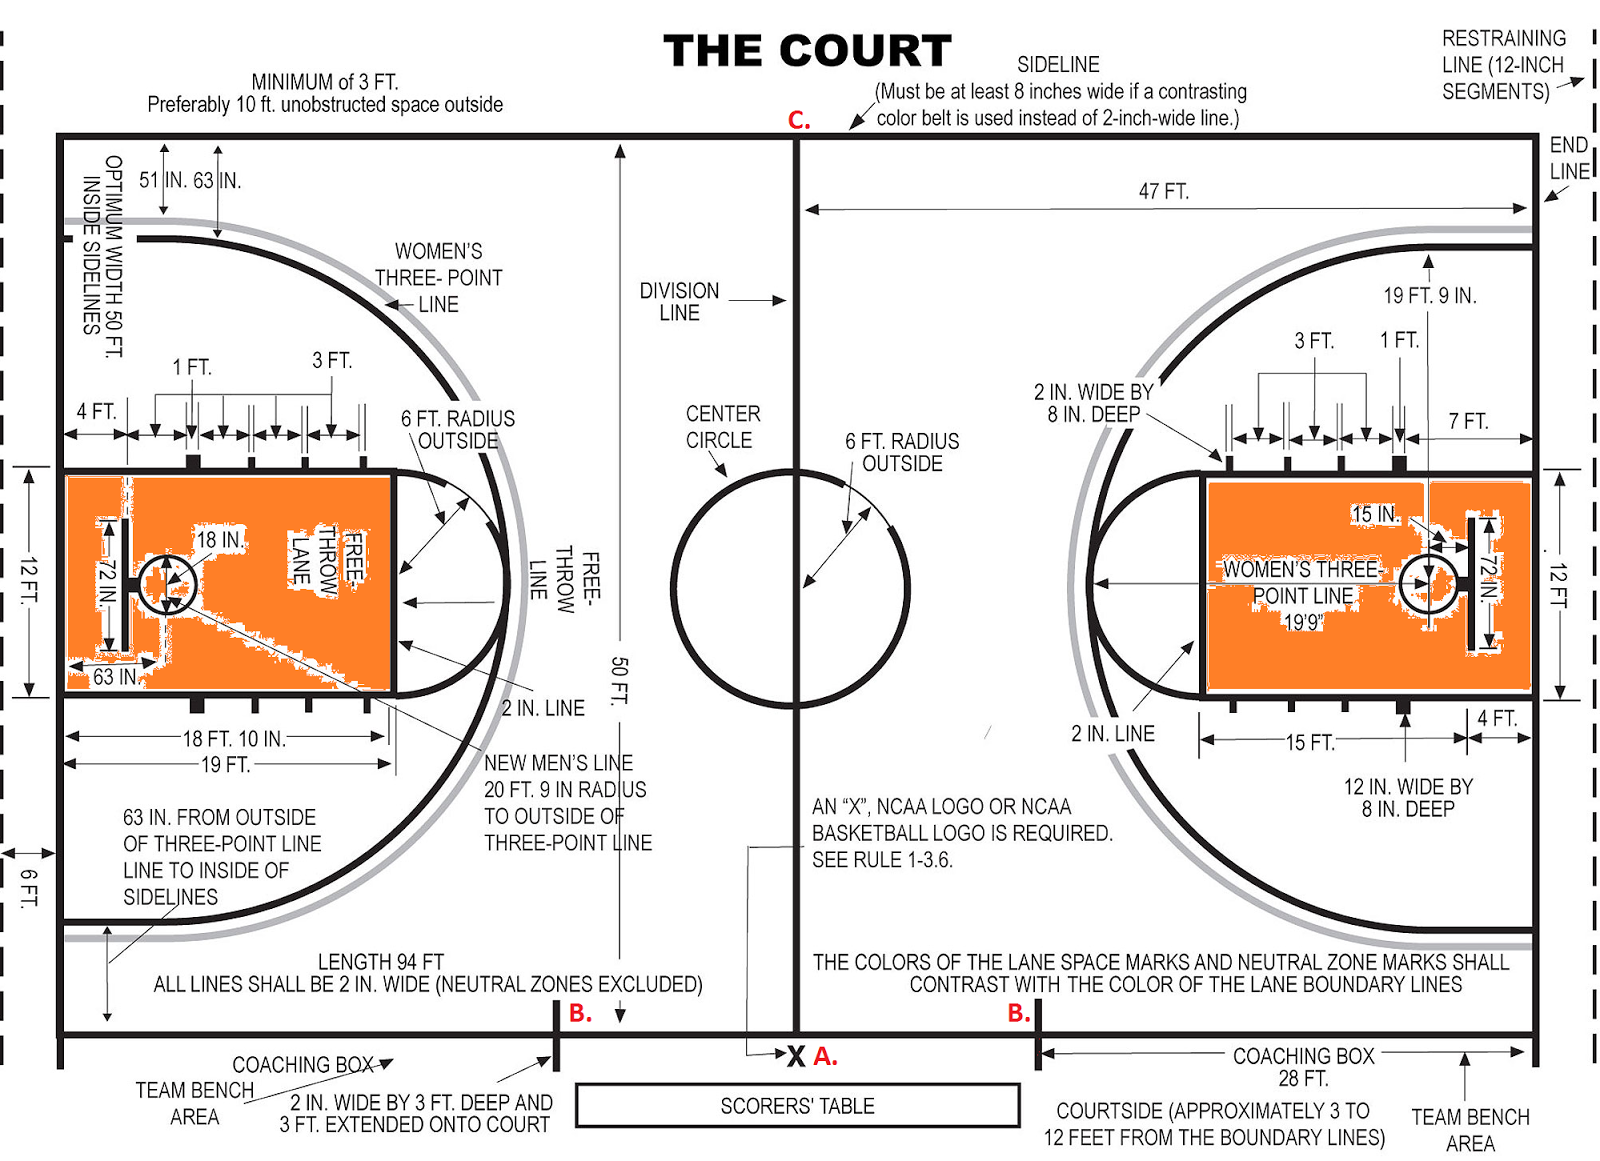 THE COURT
MINIMUM of 3 FT.
Preferably 10 ft. unobstructed space outside
SIDELINE
(Must be at least 8 inches wide if a contrasting
color belt is used instead of 2-inch-wide line.)
RESTRAINING
LINE (12-INCH
SEGMENTS)
C.
END
LINE
51 IN.
63 IN.
OPTIMUM WIDTH 50 FT.
INSIDE SIDELINES
47 FT.
WOMEN'S
THREE- POINT
LINE
DIVISION
LINE
19 FT. 9 IN.
1 FT.
3 FT.
3 FT.
1 FT.
4 FT.
6 FT. RADIUS
OUTSIDE
CENTER
CIRCLE
6 FT. RADIUS
OUTSIDE
2 IN. WIDE BY
8 IN. DEEP
7 FT.
12 FT.
72 IN.
18 IN.
FREE-
THROW
LANE
FREE-
THROW
LINE
63 IN.
15 IN.
WOMEN'S THREE-
POINT LINE
19'9"
72 IN.
12 FT
2 IN. LINE
50 FT.
18 FT. 10 IN.
19 FT.
2 IN. LINE
15 FT.
4 FT.
NEW MEN'S LINE
20 FT. 9 IN RADIUS
TO OUTSIDE OF
THREE-POINT LINE
12 IN. WIDE BY
8 IN. DEEP
63 IN. FROM OUTSIDE
OF THREE-POINT LINE
LINE TO INSIDE OF
SIDELINES
AN "X", NCAA LOGO OR NCAA
BASKETBALL LOGO IS REQUIRED.
SEE RULE 1-3.6.
6 FT.
LENGTH 94 FT
ALL LINES SHALL BE 2 IN. WIDE (NEUTRAL ZONES EXCLUDED)
THE COLORS OF THE LANE SPACE MARKS AND NEUTRAL ZONE MARKS SHALL
CONTRAST WITH THE COLOR OF THE LANE BOUNDARY LINES
B.
B.
X A.
COACHING BOX
TEAM BENCH
AREA
2 IN. WIDE BY 3 FT. DEEP AND
3 FT. EXTENDED ONTO COURT
SCORERS' TABLE
COACHING BOX
28 FT.
COURTSIDE (APPROXIMATELY 3 TO
12 FEET FROM THE BOUNDARY LINES)
TEAM BENCH
AREA